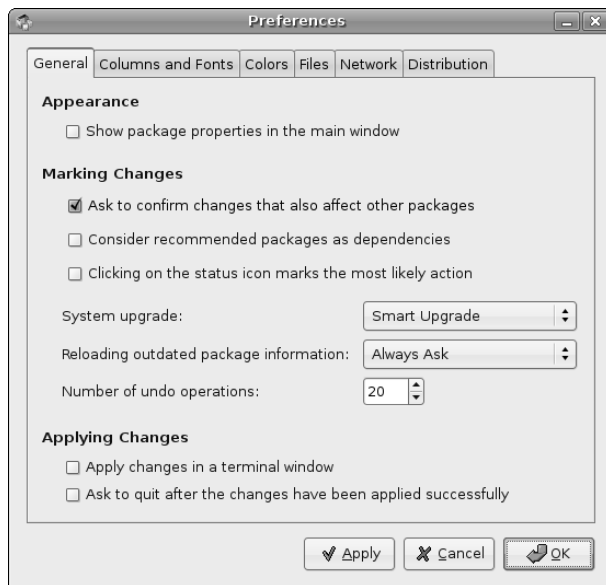 Preferences
General Columns and Fonts Colors Files Network Distribution
Appearance
Show package properties in the main window
Marking Changes
Ask to confirm changes that also affect other packages
Consider recommended packages as dependencies
Clicking on the status icon marks the most likely action
System upgrade: Smart Upgrade
Reloading outdated package information: Always Ask
Number of undo operations: 20
Applying Changes
Apply changes in a terminal window
Ask to quit after the changes have been applied successfully
Apply Cancel OK